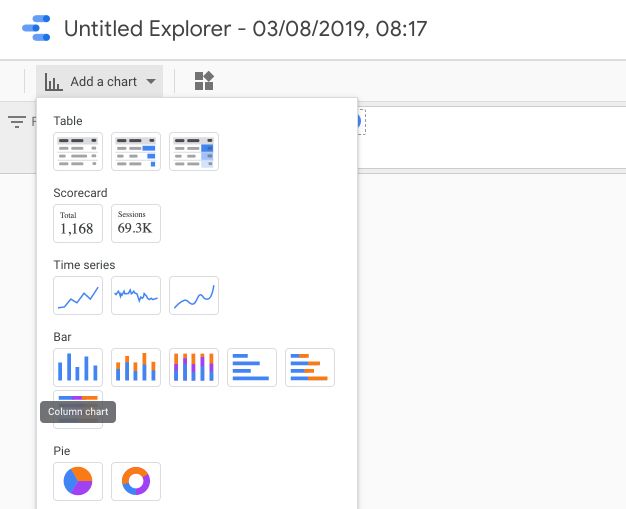 Untitled Explorer - 03/08/2019, 08:17
Add a chart
F
Table
Scorecard
Total
1,168
Sessions
69.3K
Time series
Bar
Column chart
Pie